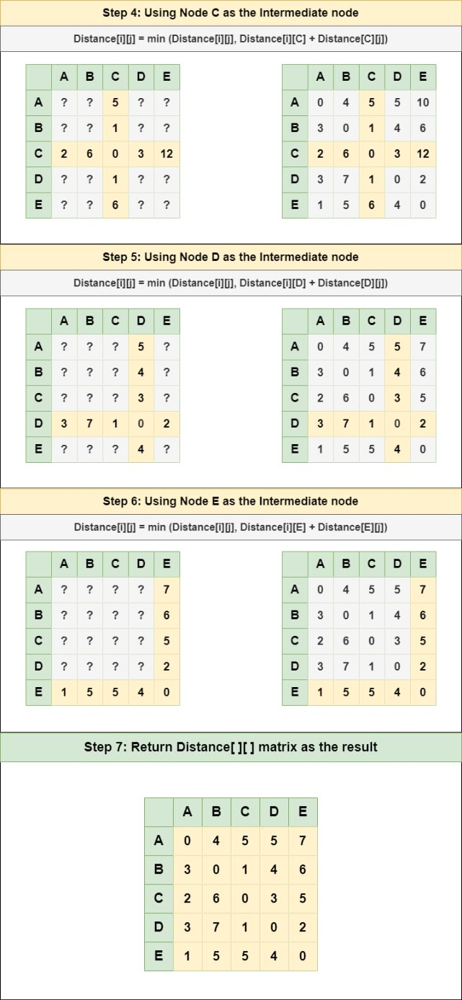 Step 4: Using Node C as the Intermediate node
Distance[i][j] = min (Distance[i][j], Distance[i][C] + Distance[C][j])
A B C D E
A ? ? 5 ? ?
B ? ? 1 ? ?
C 2 6 0 3 12
D ? ? 1 ? ?
E ? ? 6 ? ?
A B C D E
A 0 4 5 5 10
B 3 0 1 4 6
C 2 6 0 3 12
D 3 7 1 0 2
E 1 5 6 4 0
Step 5: Using Node D as the Intermediate node
Distance[i][j] = min (Distance[i][j], Distance[i][D] + Distance[D][j])
A B C D E
A ? ? ? 5 ?
B ? ? ? 4 ?
C ? ? ? 3 ?
D 3 7 1 0 2
E ? ? ? 4 ?
A B C D E
A 0 4 5 5 7
B 3 0 1 4 6
C 2 6 0 3 5
D 3 7 1 0 2
E 1 5 5 4 0
Step 6: Using Node E as the Intermediate node
Distance[i][j] = min (Distance[i][j], Distance[i][E] + Distance[E][j])
A B C D E
A ? ? ? ? 7
B ? ? ? ? 6
C ? ? ? ? 5
D ? ? ? ? 2
E 1 5 5 4 0
A B C D E
A 0 4 5 5 7
B 3 0 1 4 6
C 2 6 0 3 5
D 3 7 1 0 2
E 1 5 5 4 0
Step 7: Return Distance[ ][ ] matrix as the result
A B C D E
A 0 4 5 5 7
B 3 0 1 4 6
C 2 6 0 3 5
D 3 7 1 0 2
E 1 5 5 4 0